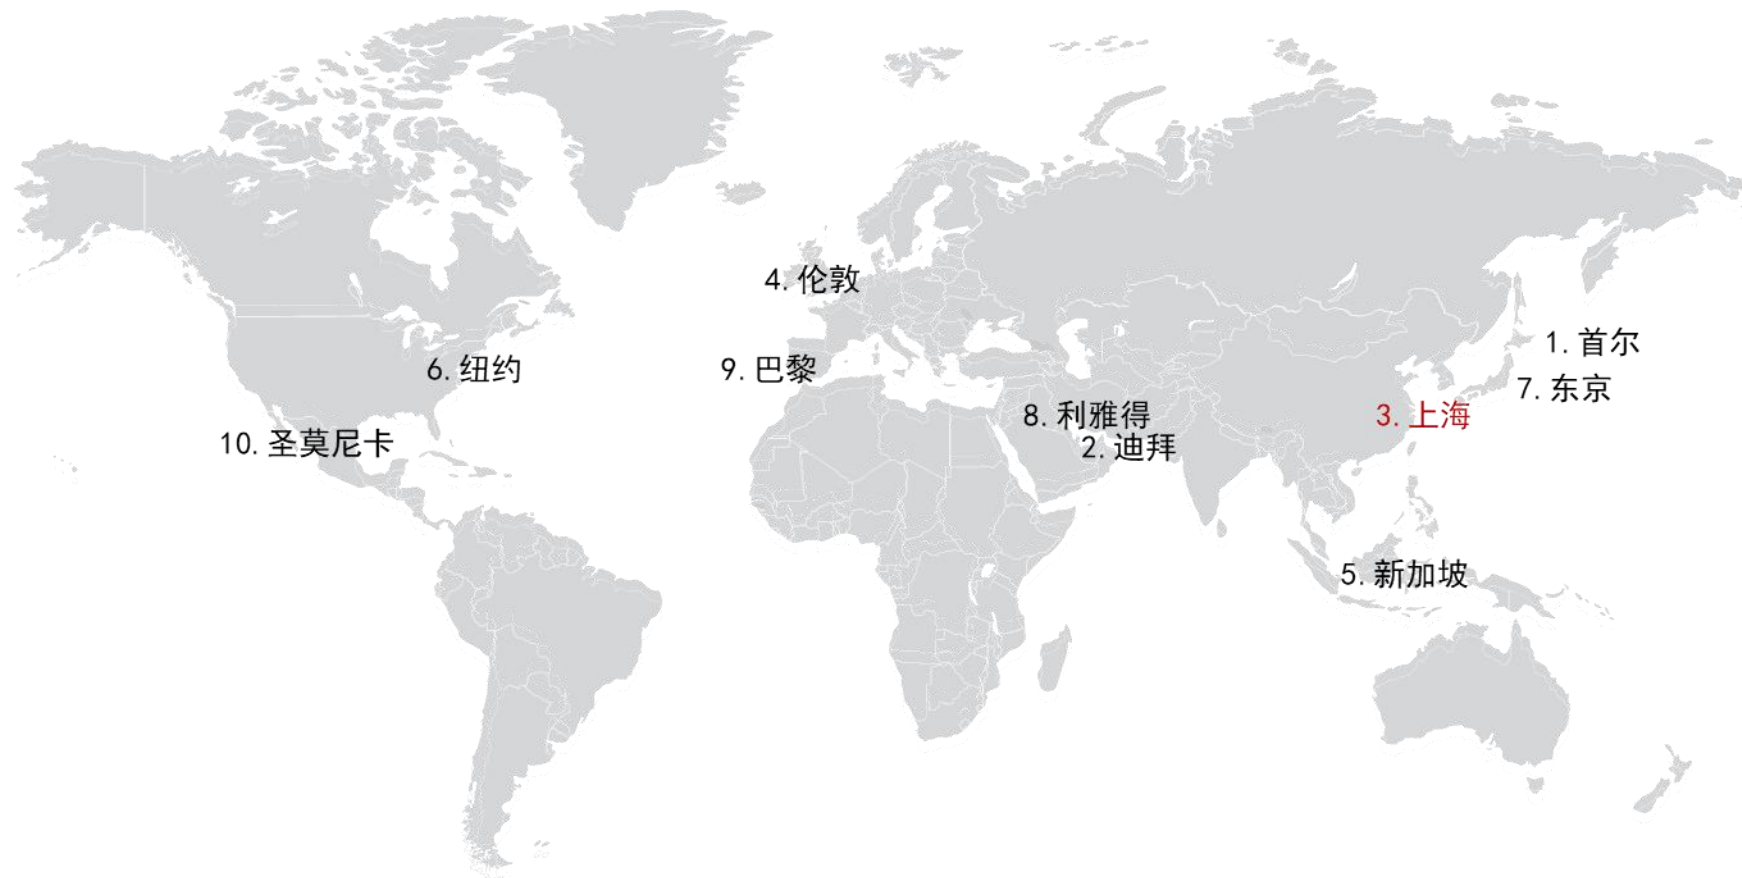 4. 伦敦
1. 首尔
6. 纽约
9. 巴黎
7. 东京
8. 利雅得
3. 上海
10. 圣莫尼卡
2. 迪拜
5. 新加坡